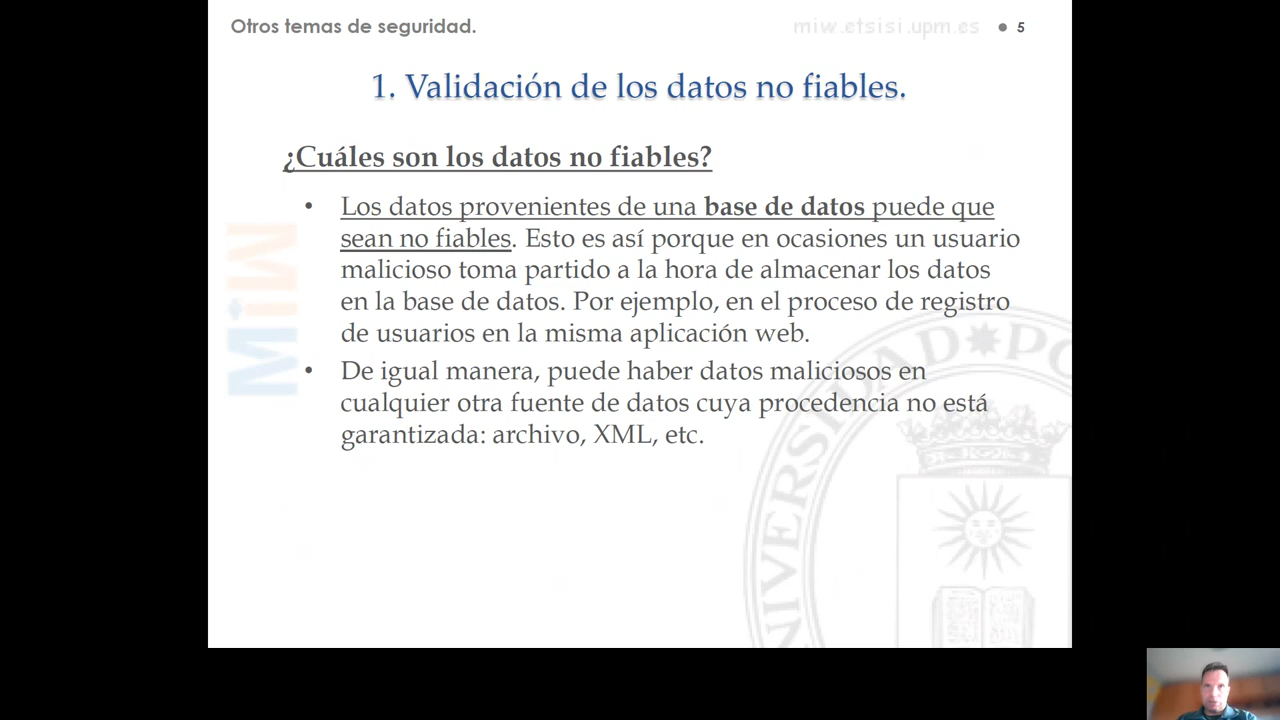 Otros temas de seguridad.
miw.etsisi.upm.es
5
1. Validación de los datos no fiables.
¿Cuáles son los datos no fiables?
• Los datos provenientes de una base de datos puede que
sean no fiables. Esto es así porque en ocasiones un usuario
malicioso toma partido a la hora de almacenar los datos
en la base de datos. Por ejemplo, en el proceso de registro
de usuarios en la misma aplicación web.
• De igual manera, puede haber datos maliciosos en
cualquier otra fuente de datos cuya procedencia no está
garantizada: archivo, XML, etc.
MiW